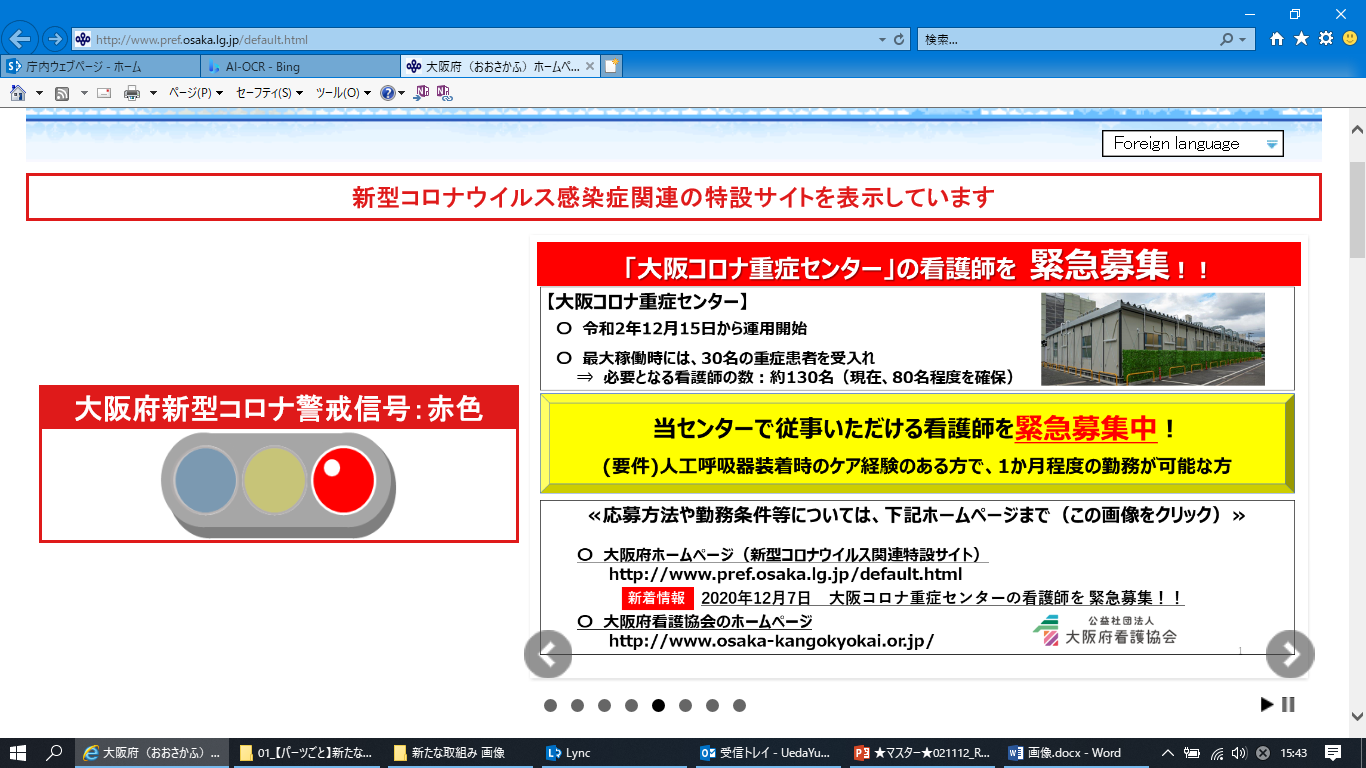 http://www.pref.osaka.lg.jp/default.html
検索...
庁内ウェブページ - ホーム
AI-OCR - Bing
大阪府（おおさかふ）ホームペ...
ページ(P)
セーフティ(S)
ツール(O)
Foreign language
新型コロナウイルス感染症関連の特設サイトを表示しています
大阪府新型コロナ警戒信号：赤色
「大阪コロナ重症センター」の看護師を 緊急募集！！
【大阪コロナ重症センター】
○ 令和2年12月15日から運用開始
○ 最大稼働時には、30名の重症患者を受入れ
⇒ 必要となる看護師の数：約130名（現在、80名程度を確保）
当センターで従事いただける看護師を緊急募集中！
(要件)人工呼吸器装着時のケア経験のある方で、1か月程度の勤務が可能な方
≪応募方法や勤務条件等については、下記ホームページまで（この画像をクリック）≫
○ 大阪府ホームページ（新型コロナウイルス関連特設サイト）
http://www.pref.osaka.lg.jp/default.html
新着情報 2020年12月7日　大阪コロナ重症センターの看護師を 緊急募集！！
○ 大阪府看護協会のホームページ
http://www.osaka-kangokyokai.or.jp/
公益社団法人
大阪府看護協会
1
大阪府（おおさかふ）...
01_【パーツごと】新たな...
新たな取組み 画像
Lync
受信トレイ - UedaYu...
★マスター★021112_R...
画像.docx - Word
15:43